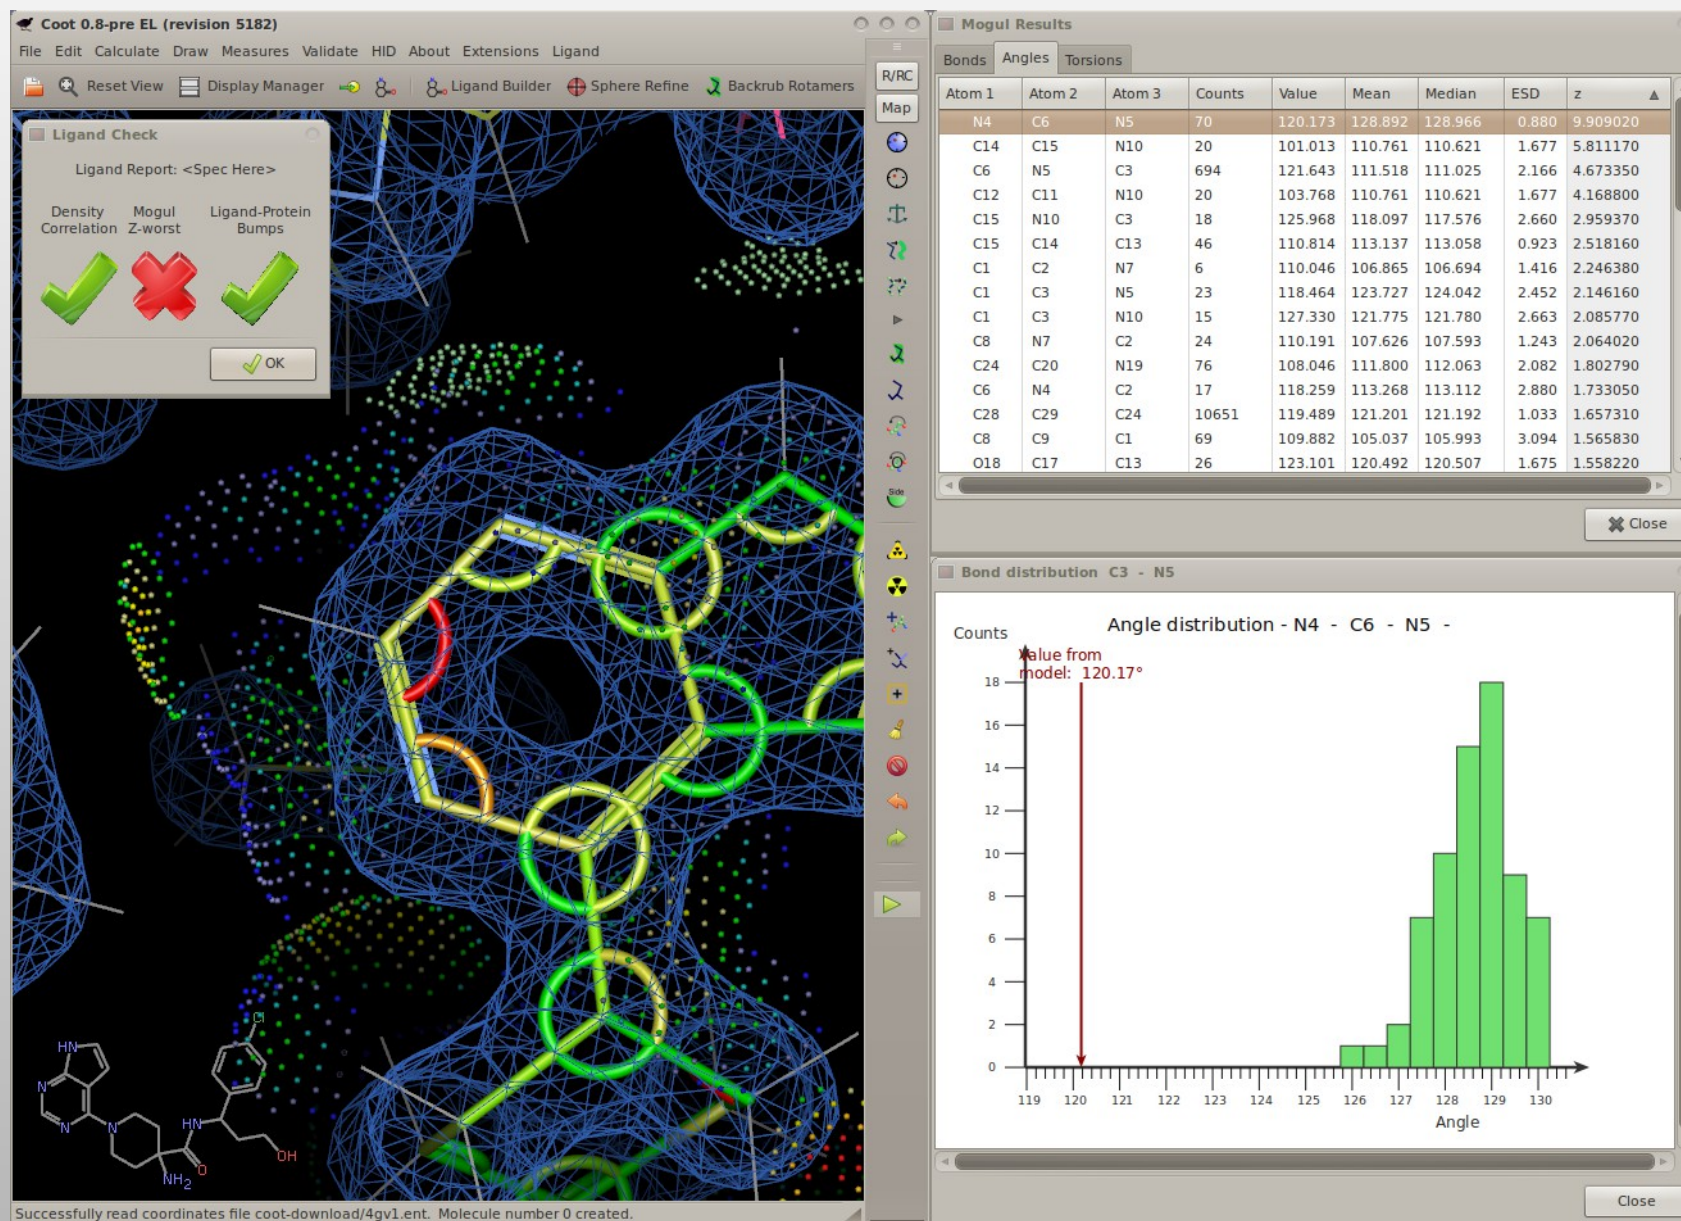 Coot 0.8-pre EL (revision 5182)
File Edit Calculate Draw Measures Validate HID About Extensions Ligand
Reset View Display Manager Ligand Builder Sphere Refine Backrub Rotamers
R/RC
Map
Side
Ligand Check
Ligand Report: <Spec Here>
Density Correlation
Mogul Z-worst
Ligand-Protein Bumps
OK
Cl
HN
N
N
N
HN
O
OH
NH2
Successfully read coordinates file coot-download/4gv1.ent. Molecule number 0 created.
Mogul Results
Bonds Angles Torsions
Atom 1 Atom 2 Atom 3 Counts Value Mean Median ESD z
N4 C6 N5 70 120.173 128.892 128.966 0.880 9.909020
C14 C15 N10 20 101.013 110.761 110.621 1.677 5.811170
C6 N5 C3 694 121.643 111.518 111.025 2.166 4.673350
C12 C11 N10 20 103.768 110.761 110.621 1.677 4.168800
C15 N10 C3 18 125.968 118.097 117.576 2.660 2.959370
C15 C14 C13 46 110.814 113.137 113.058 0.923 2.518160
C1 C2 N7 6 110.046 106.865 106.694 1.416 2.246380
C1 C3 N5 23 118.464 123.727 124.042 2.452 2.146160
C1 C3 N10 15 127.330 121.775 121.780 2.663 2.085770
C8 N7 C2 24 110.191 107.626 107.593 1.243 2.064020
C24 C20 N19 76 108.046 111.800 112.063 2.082 1.802790
C6 N4 C2 17 118.259 113.268 113.112 2.880 1.733050
C28 C29 C24 10651 119.489 121.201 121.192 1.033 1.657310
C8 C9 C1 69 109.882 105.037 105.993 3.094 1.565830
O18 C17 C13 26 123.101 120.492 120.507 1.675 1.558220
Close
Bond distribution C3 - N5
Angle distribution - N4 - C6 - N5 -
Counts
Value from
model: 120.17°
18
16
14
12
10
8
6
4
2
0
119 120 121 122 123 124 125 126 127 128 129 130
Angle
Close